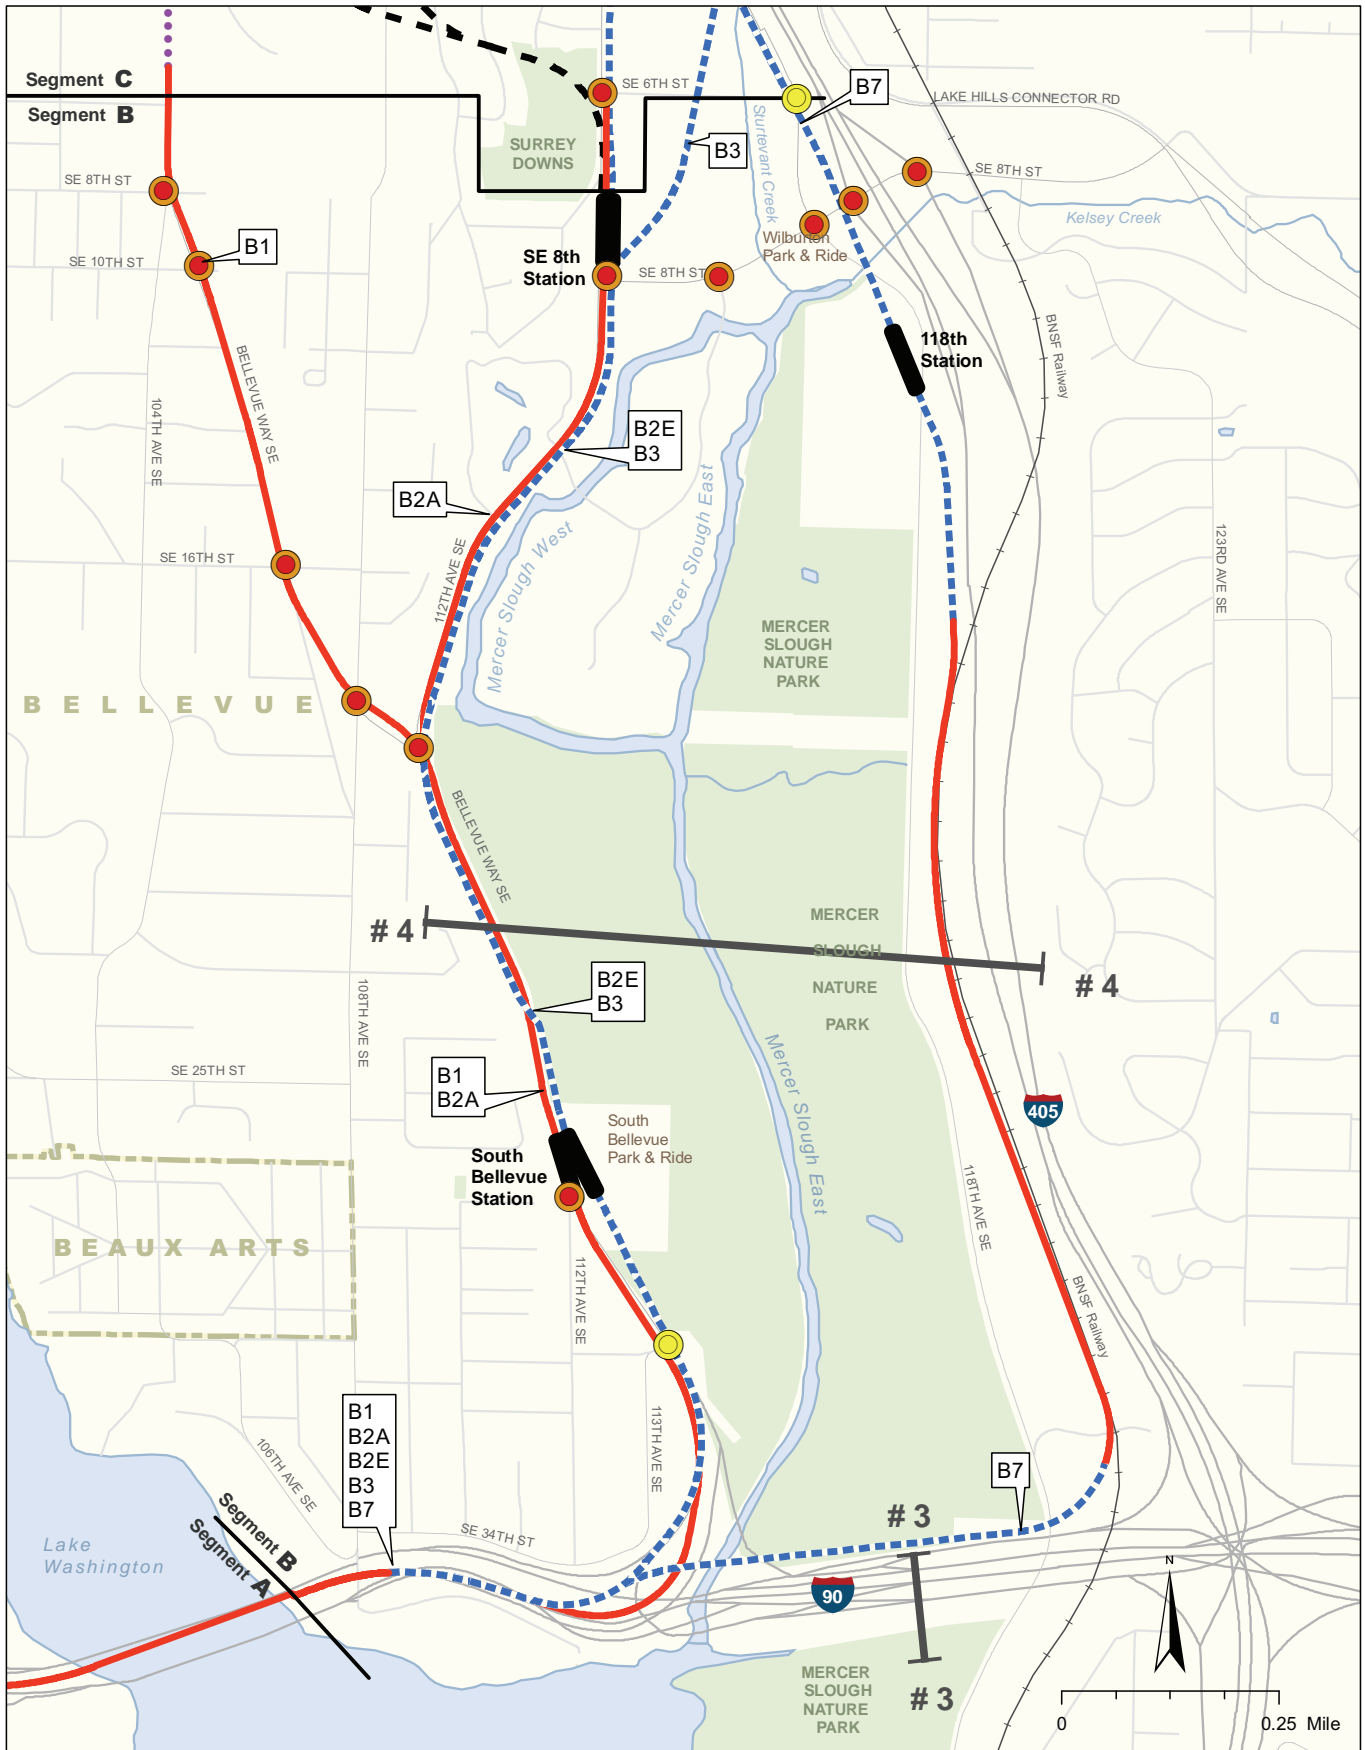 Segment C
Segment B
SE 6TH ST
B7
LAKE HILLS CONNECTOR RD
SURREY
DOWNS
B3
Sturtevant Creek
SE 8TH ST
SE 8TH ST
Kelsey Creek
B1
SE 10TH ST
SE 8th
Station
SE 8TH ST
Wilburton
Park & Ride
118th
Station
BNSF Railway
BELLEVUE WAY SE
104TH AVE SE
B2E
B3
B2A
Mercer Slough West
Mercer Slough East
SE 16TH ST
112TH AVE SE
123RD AVE SE
MERCER
SLOUGH
NATURE
PARK
BELLEVUE
BELLEVUE WAY SE
# 4
MERCER
SLOUGH
NATURE
PARK
# 4
B2E
B3
108TH AVE SE
SE 25TH ST
B1
B2A
Mercer Slough East
405
South
Bellevue
Park & Ride
South
Bellevue
Station
118TH AVE SE
BEAUX ARTS
112TH AVE SE
BNSF Railway
B1
B2A
B2E
B3
B7
106TH AVE SE
113TH AVE SE
B7
# 3
Segment B
Segment A
SE 34TH ST
Lake
Washington
90
N
MERCER
SLOUGH
NATURE
PARK
# 3
0
0.25 Mile